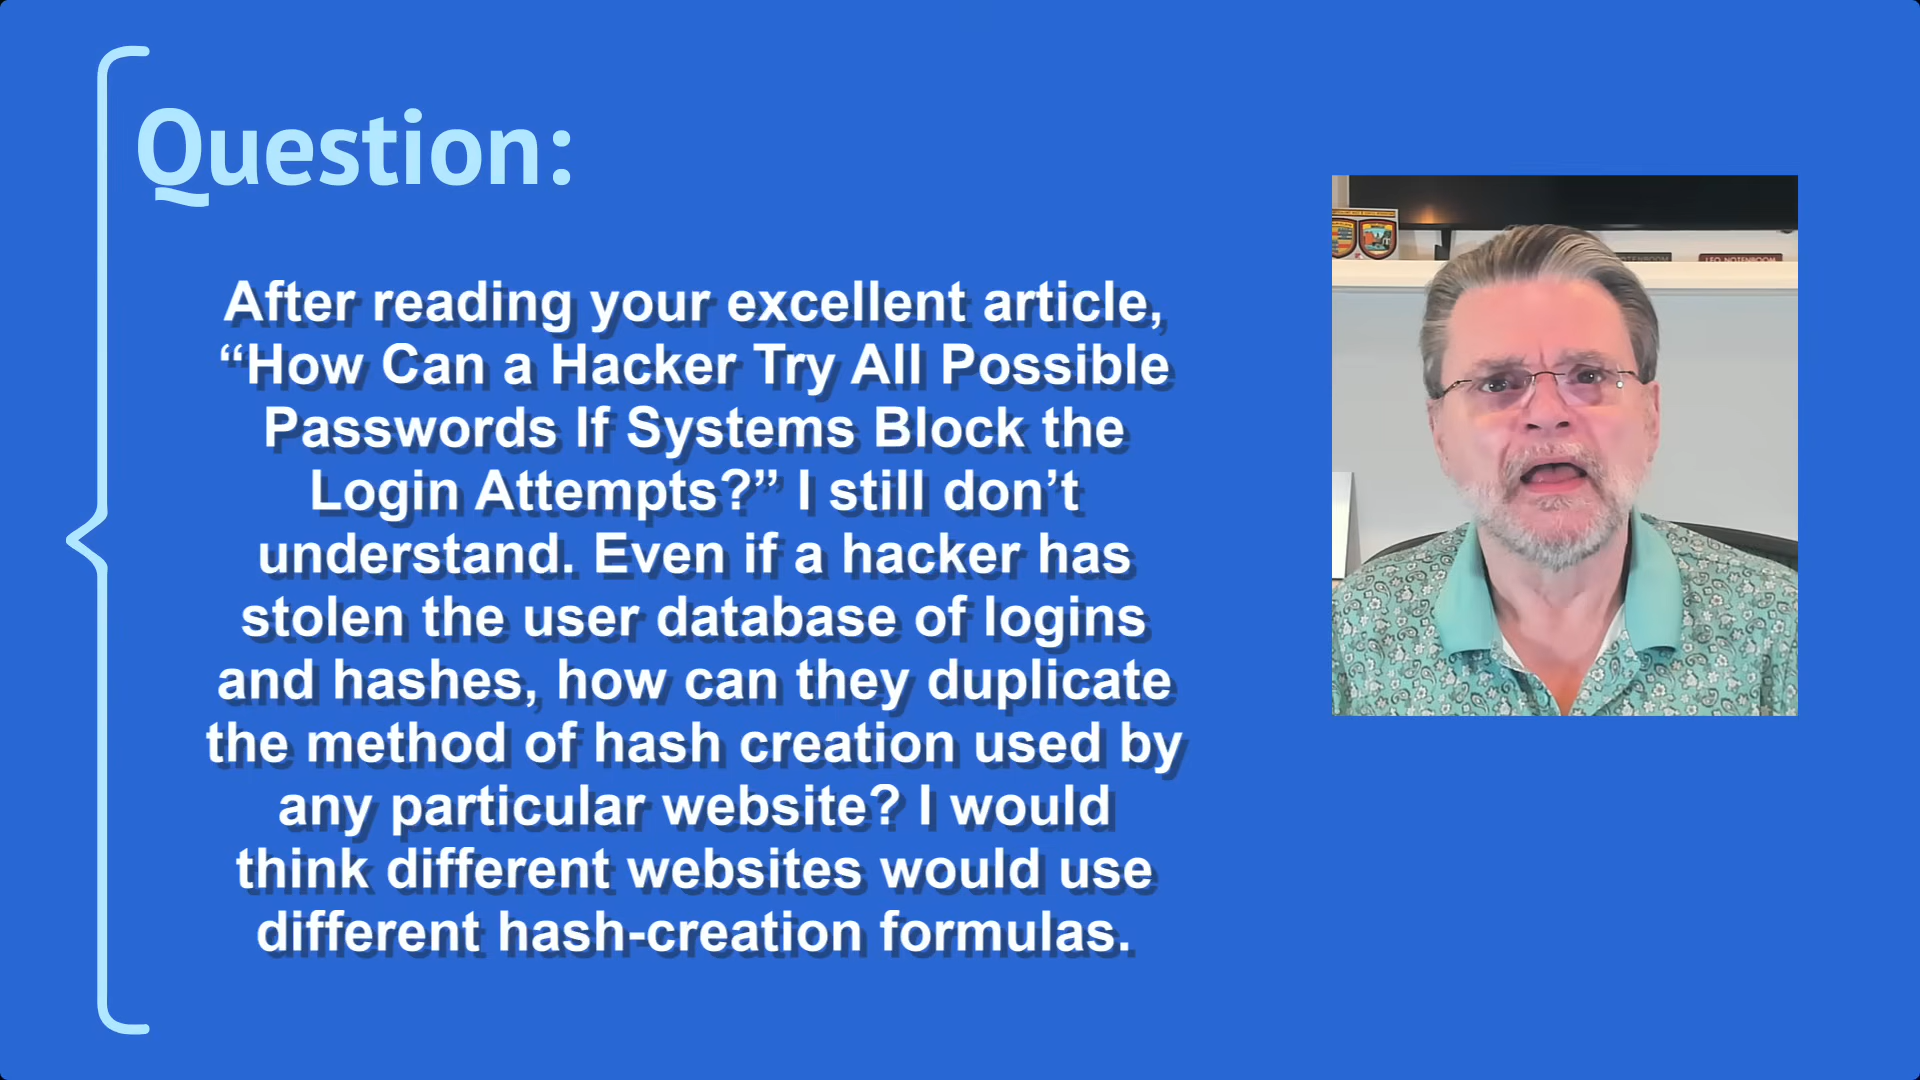 Question:
After reading your excellent article,
“How Can a Hacker Try All Possible
Passwords If Systems Block the
Login Attempts?” I still don’t
understand. Even if a hacker has
stolen the user database of logins
and hashes, how can they duplicate
the method of hash creation used by
any particular website? I would
think different websites would use
different hash-creation formulas.
LEO NOTENBOOM